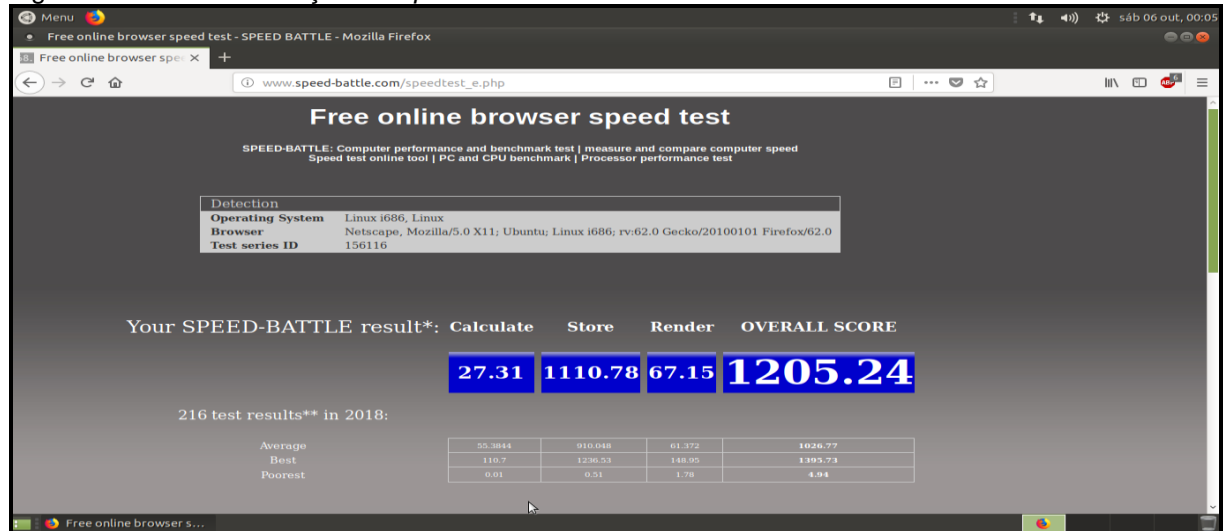 Menu
sáb 06 out, 00:05
Free online browser speed test - SPEED BATTLE - Mozilla Firefox
Free online browser spe
www.speed-battle.com/speedtest_e.php
ABP 6
Free online browser speed test
SPEED-BATTLE: Computer performance and benchmark test | measure and compare computer speed
Speed test online tool | PC and CPU benchmark | Processor performance test
Detection
Operating System Linux i686, Linux
Browser Netscape, Mozilla/5.0 X11; Ubuntu; Linux i686; rv:62.0 Gecko/20100101 Firefox/62.0
Test series ID 156116
Your SPEED-BATTLE result*: Calculate Store Render OVERALL SCORE
27.31 1110.78 67.15 1205.24
216 test results** in 2018:
Average 55.3844 910.048 61.372 1026.77
Best 110.7 1236.53 148.95 1395.73
Poorest 0.01 0.51 1.78 4.94
Free online browser s...